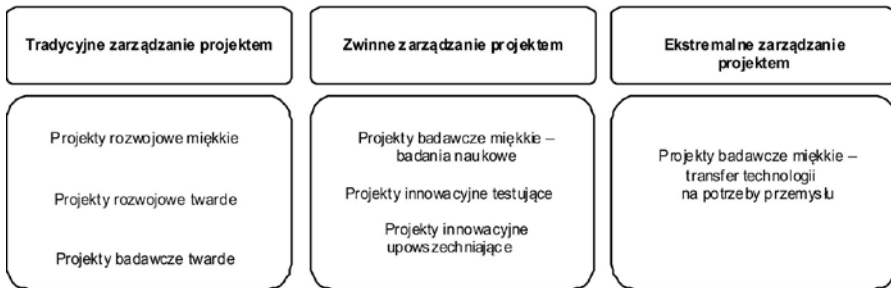 Tradycyjne zarządzanie projektem
Zwinne zarządzanie projektem
Ekstremalne zarządzanie
projektem
Projekty rozwojowe miękkie
Projekty rozwojowe twarde
Projekty badawcze twarde
Projekty badawcze miękkie –
badania naukowe
Projekty innowacyjne testujące
Projekty innowacyjne
upowszechniające
Projekty badawcze miękkie –
transfer technologii
na potrzeby przemysłu